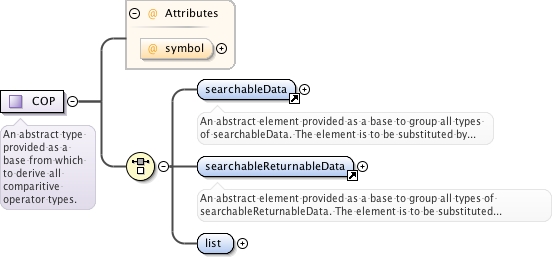 Attributes
@ symbol
COP
An abstract type
provided as a
base from which
to derive all
comparitive
operator types.
searchableData
An abstract element provided as a base to group all types
of searchableData. The element is to be substituted by...
searchableReturnableData
An abstract element provided as a base to group all types of
searchableReturnableData. The element is to be substituted...
list